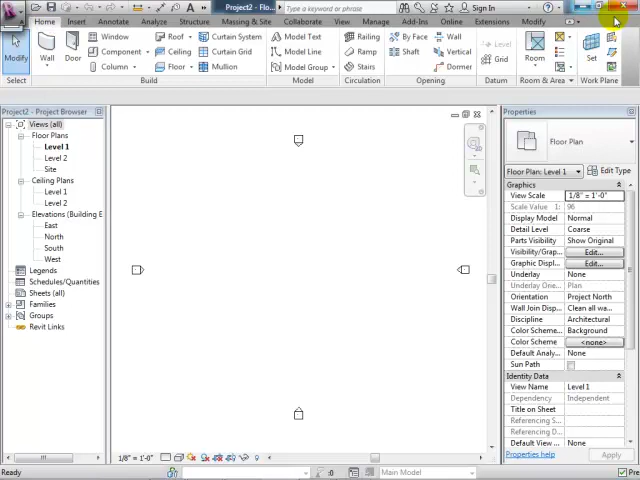 Project2 - Flo...
Type a keyword or phrase
Home Insert Annotate Analyze Structure Massing & Site Collaborate View Manage Add-Ins Online Extensions Modify
Modify Wall Door Window Component Column Roof Ceiling Floor Curtain System Curtain Grid Mullion Model Text Model Line Model Group Railing Ramp Stairs By Face Shaft Wall Vertical Dormer Level Grid Room Set
Select Build Model Circulation Opening Datum Room & Area Work Plane
Project2 - Project Browser
Views (all)
Floor Plans
Level 1
Level 2
Site
Ceiling Plans
Level 1
Level 2
Elevations (Building E
East
North
South
West
Legends
Schedules/Quantities
Sheets (all)
Families
Groups
Revit Links
Properties
Floor Plan
Floor Plan: Level 1 Edit Type
Graphics
View Scale 1/8" = 1'-0"
Scale Value 1: 96
Display Model Normal
Detail Level Coarse
Parts Visibility Show Original
Visibility/Grap... Edit...
Graphic Displ... Edit...
Underlay None
Underlay Orie... Plan
Orientation Project North
Wall Join Disp... Clean all wa...
Discipline Architectural
Color Scheme... Background
Color Scheme <none>
Default Analy... None
Sun Path
Identity Data
View Name Level 1
Dependency Independent
Title on Sheet
Referencing S...
Referencing D...
Default View ... None
Properties help Apply
1/8" = 1'-0"
Ready :0 Main Model Pre